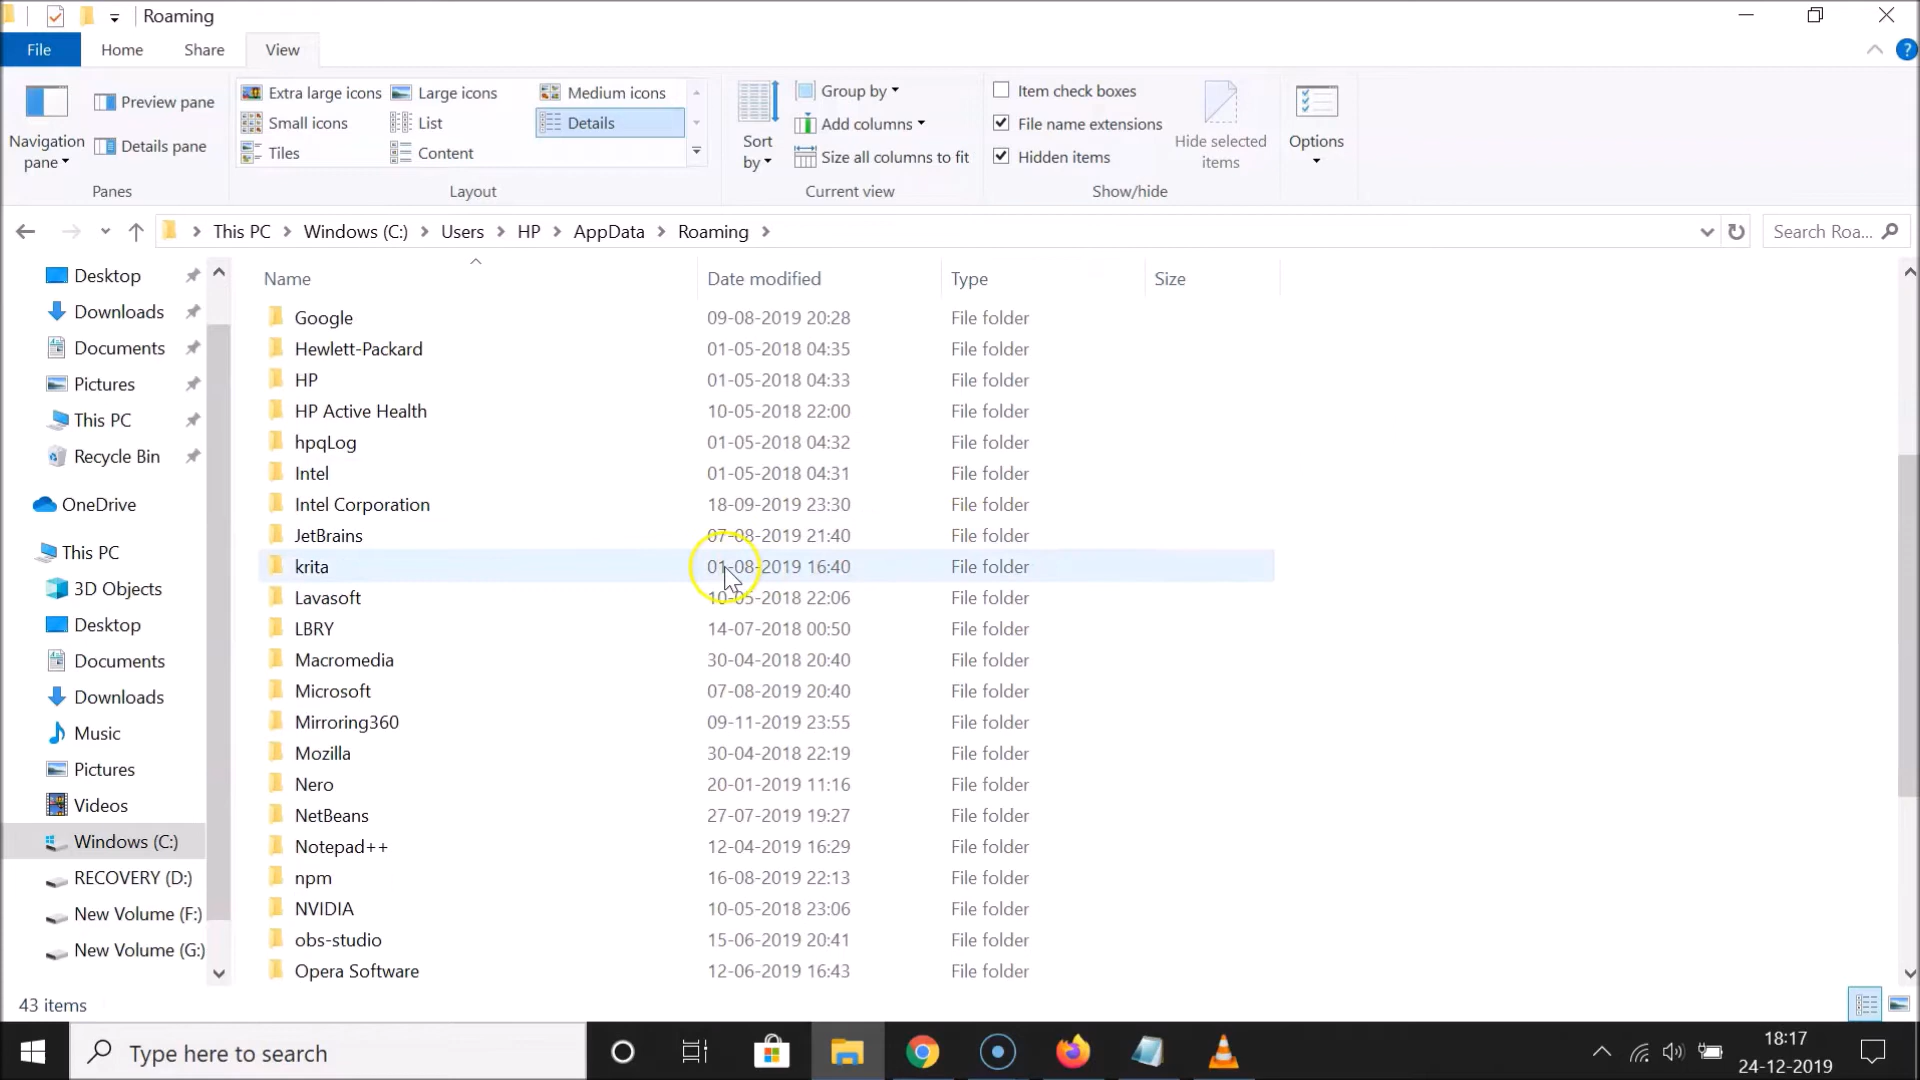 Roaming
File Home Share View
Navigation pane
Preview pane
Details pane
Panes
Extra large icons Large icons Medium icons
Small icons List Details
Tiles Content
Layout
Sort by
Group by
Add columns
Size all columns to fit
Current view
Item check boxes
File name extensions
Hidden items
Hide selected items
Show/hide
Options
This PC Windows (C:) Users HP AppData Roaming
Search Roa...
Desktop
Downloads
Documents
Pictures
This PC
Recycle Bin
OneDrive
This PC
3D Objects
Desktop
Documents
Downloads
Music
Pictures
Videos
Windows (C:)
RECOVERY (D:)
New Volume (F:)
New Volume (G:)
Name Date modified Type Size
Google 09-08-2019 20:28 File folder
Hewlett-Packard 01-05-2018 04:35 File folder
HP 01-05-2018 04:33 File folder
HP Active Health 10-05-2018 22:00 File folder
hpqLog 01-05-2018 04:32 File folder
Intel 01-05-2018 04:31 File folder
Intel Corporation 18-09-2019 23:30 File folder
JetBrains 07-08-2019 21:40 File folder
krita 01-08-2019 16:40 File folder
Lavasoft 10-05-2018 22:06 File folder
LBRY 14-07-2018 00:50 File folder
Macromedia 30-04-2018 20:40 File folder
Microsoft 07-08-2019 20:40 File folder
Mirroring360 09-11-2019 23:55 File folder
Mozilla 30-04-2018 22:19 File folder
Nero 20-01-2019 11:16 File folder
NetBeans 27-07-2019 19:27 File folder
Notepad++ 12-04-2019 16:29 File folder
npm 16-08-2019 22:13 File folder
NVIDIA 10-05-2018 23:06 File folder
obs-studio 15-06-2019 20:41 File folder
Opera Software 12-06-2019 16:43 File folder
43 items
Type here to search
18:17
24-12-2019